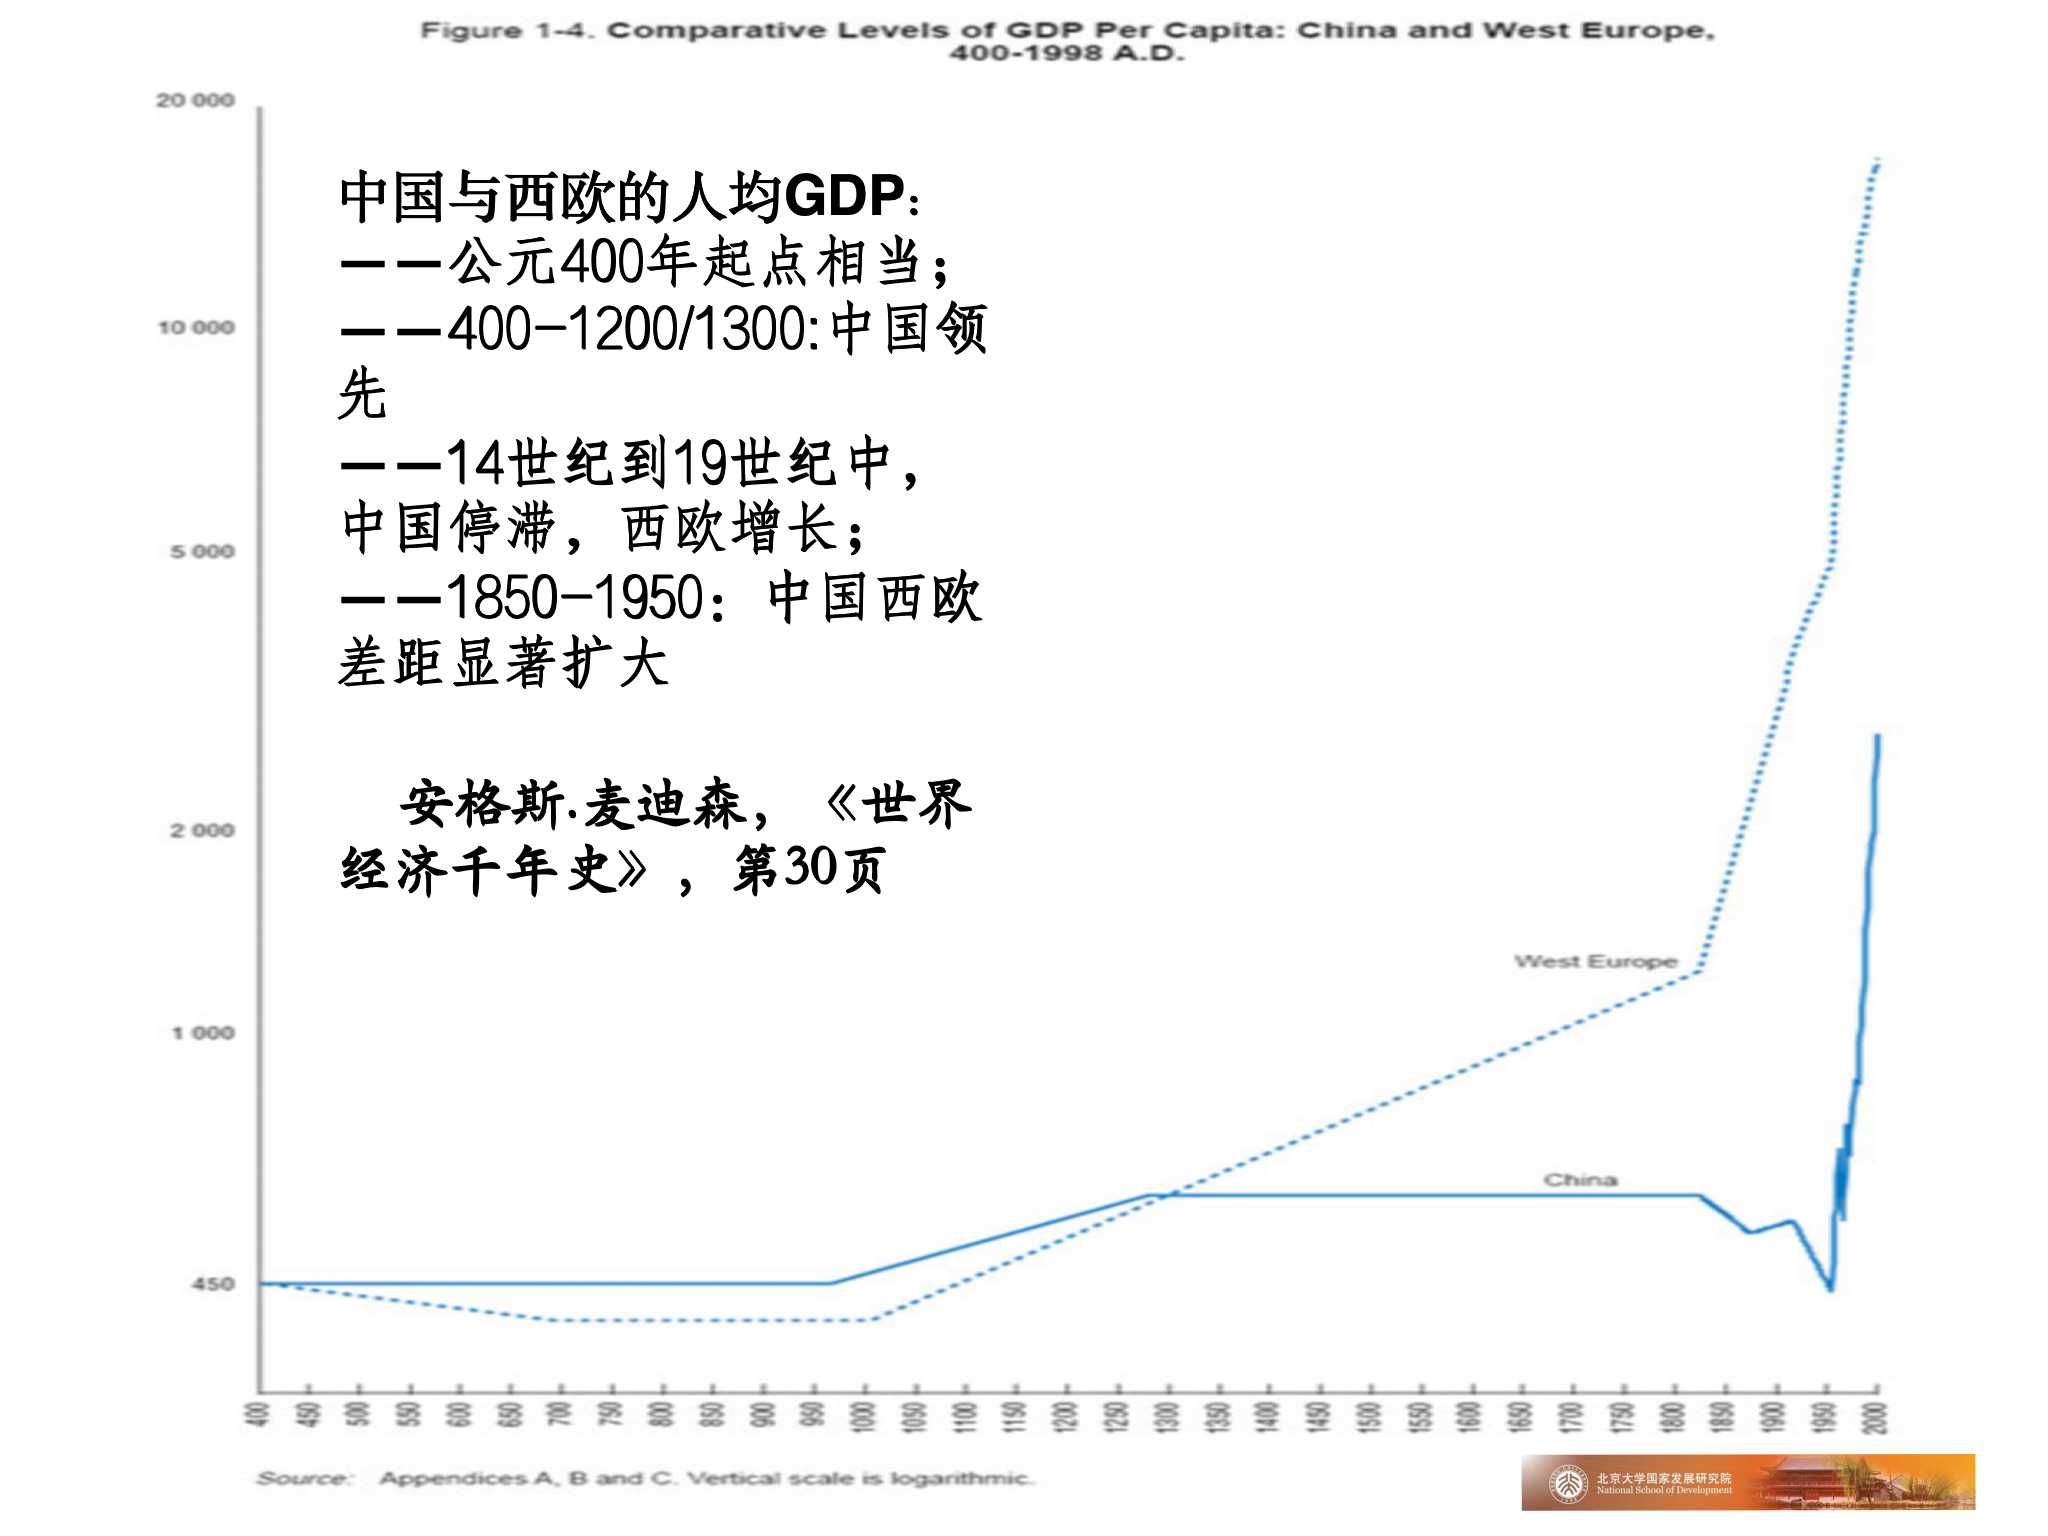 Figure 1-4. Comparative Levels of GDP Per Capita: China and West Europe,
400-1998 A.D.
20 000
中国与西欧的人均GDP：
——公元400年起点相当；
——400-1200/1300:中国领
先
——14世纪到19世纪中，
中国停滞，西欧增长；
——1850-1950：中国西欧
差距显著扩大
安格斯.麦迪森，《世界
经济千年史》，第30页
10 000
5 000
2 000
1 000
450
West Europe
China
400 450 500 550 600 650 700 750 800 850 900 950 1000 1050 1100 1150 1200 1250 1300 1350 1400 1450 1500 1550 1600 1650 1700 1750 1800 1850 1900 1950 2000
Source: Appendices A, B and C. Vertical scale is logarithmic.
北京大学国家发展研究院
National School of Development